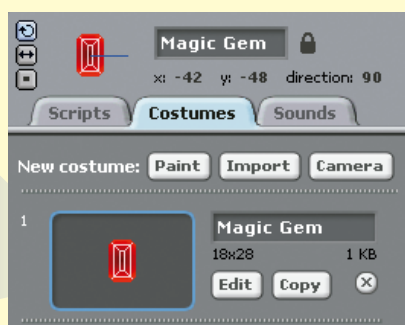 Magic Gem
x: -42 y: -48 direction: 90
Scripts Costumes Sounds
New costume: Paint Import Camera
1
Magic Gem
18x28 1 KB
Edit Copy